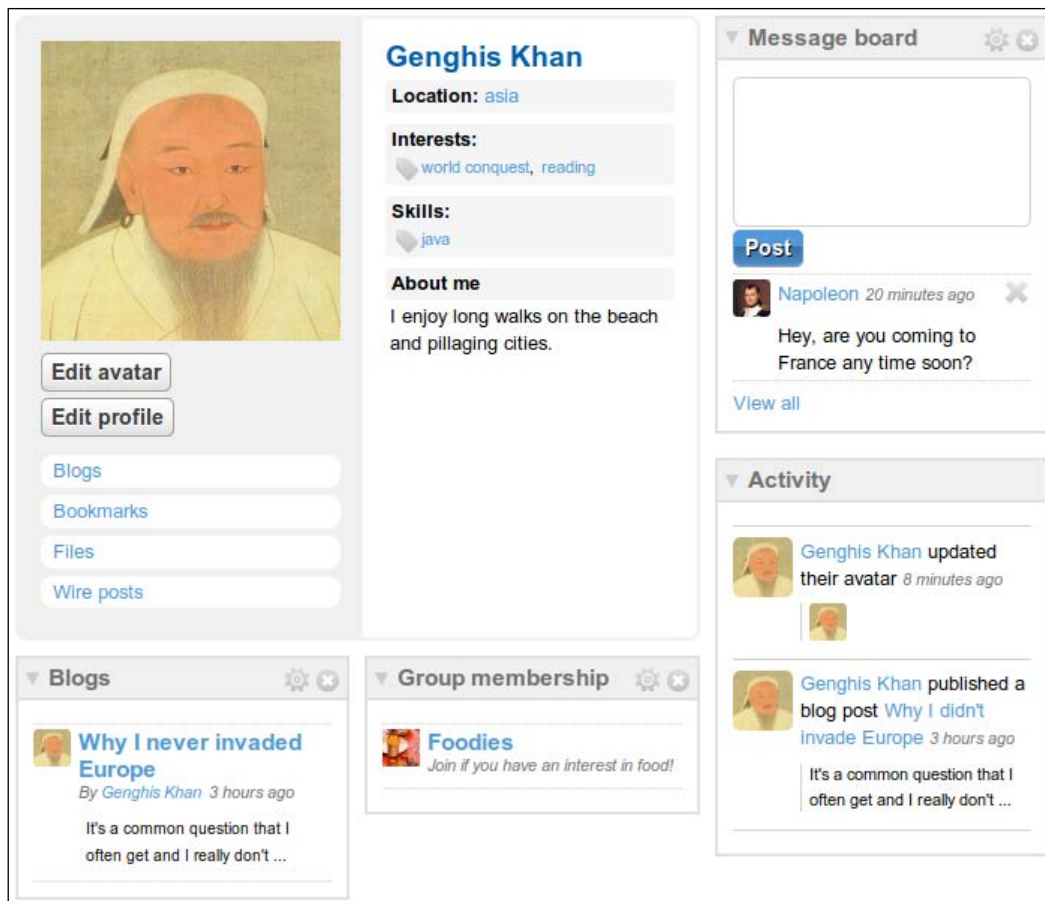 Genghis Khan
Location: asia
Interests:
world conquest, reading
Skills:
java
About me
I enjoy long walks on the beach
and pillaging cities.
Edit avatar
Edit profile
Blogs
Bookmarks
Files
Wire posts
Message board
Post
Napoleon 20 minutes ago
Hey, are you coming to
France any time soon?
View all
Activity
Genghis Khan updated
their avatar 8 minutes ago
Genghis Khan published a
blog post Why I didn't
invade Europe 3 hours ago
It's a common question that I
often get and I really don't ...
Blogs
Why I never invaded
Europe
By Genghis Khan 3 hours ago
It's a common question that I
often get and I really don't ...
Group membership
Foodies
Join if you have an interest in food!